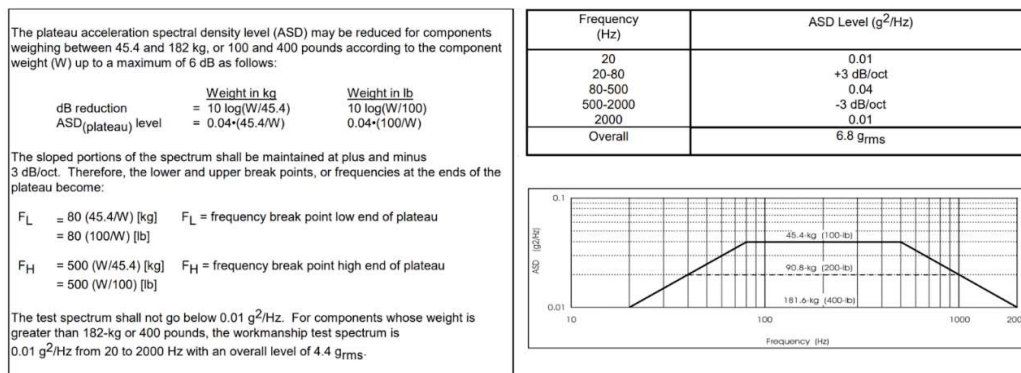 The plateau acceleration spectral density level (ASD) may be reduced for components
weighing between 45.4 and 182 kg, or 100 and 400 pounds according to the component
weight (W) up to a maximum of 6 dB as follows:
Weight in kg Weight in lb
dB reduction = 10 log(W/45.4) 10 log(W/100)
ASD(plateau) level = 0.04•(45.4/W) 0.04•(100/W)
The sloped portions of the spectrum shall be maintained at plus and minus
3 dB/oct. Therefore, the lower and upper break points, or frequencies at the ends of the
plateau become:
FL = 80 (45.4/W) [kg] FL = frequency break point low end of plateau
= 80 (100/W) [lb]
FH = 500 (W/45.4) [kg] FH = frequency break point high end of plateau
= 500 (W/100) [lb]
The test spectrum shall not go below 0.01 g2/Hz. For components whose weight is
greater than 182-kg or 400 pounds, the workmanship test spectrum is
0.01 g2/Hz from 20 to 2000 Hz with an overall level of 4.4 grms.
Frequency ASD Level (g2/Hz)
(Hz)
20 0.01
20-80 +3 dB/oct
80-500 0.04
500-2000 -3 dB/oct
2000 0.01
Overall 6.8 grms
0.1
45.4-kg (100-lb)
ASD (g2/Hz)
90.8-kg (200-lb)
181.6-kg (400-lb)
0.01
10 100 1000 200
Frequency (Hz)